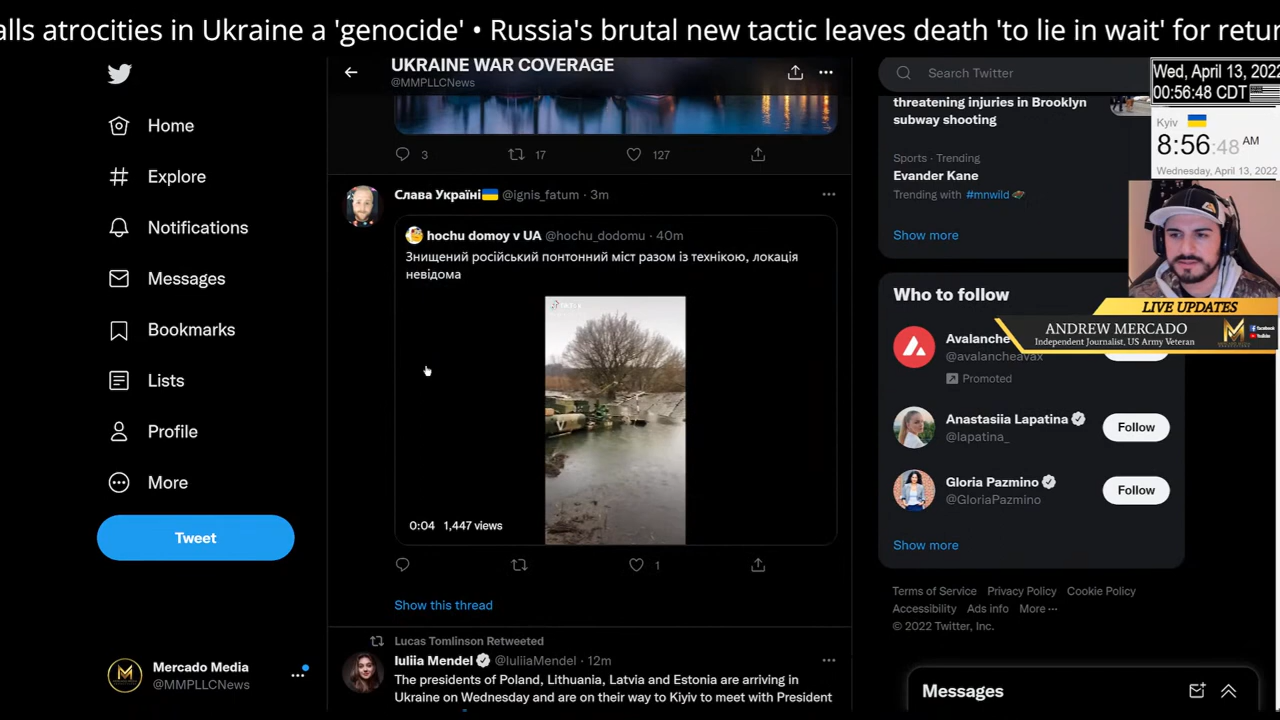 alls atrocities in Ukraine a 'genocide' • Russia's brutal new tactic leaves death 'to lie in wait' for retur
UKRAINE WAR COVERAGE
@MMPLLCNews
Search Twitter
Wed, April 13, 2022
00:56:48 CDT
Kyiv
8:56:48 AM
Wednesday, April 13, 2022
Home
Explore
Notifications
Messages
Bookmarks
Lists
Profile
More
Tweet
Mercado Media
@MMPLLCNews
3
17
127
Слава Україні @ignis_fatum · 3m
hochu domoy v UA @hochu_dodomu · 40m
Знищений російський понтонний міст разом із технікою, локація
невідома
V
0:04 1,447 views
1
Show this thread
Lucas Tomlinson Retweeted
Iuliia Mendel @IuliiaMendel · 12m
The presidents of Poland, Lithuania, Latvia and Estonia are arriving in
Ukraine on Wednesday and are on their way to Kiyiv to meet with President
threatening injuries in Brooklyn
subway shooting
Sports · Trending
Evander Kane
Trending with #mnwild
Show more
Who to follow
LIVE UPDATES
ANDREW MERCADO
Independent Journalist, US Army Veteran
facebook
YouTube
Avalanche
@avalancheavax
Promoted
Anastasiia Lapatina
@lapatina_
Follow
Gloria Pazmino
@GloriaPazmino
Follow
Show more
Terms of Service Privacy Policy Cookie Policy
Accessibility Ads info More
© 2022 Twitter, Inc.
Messages